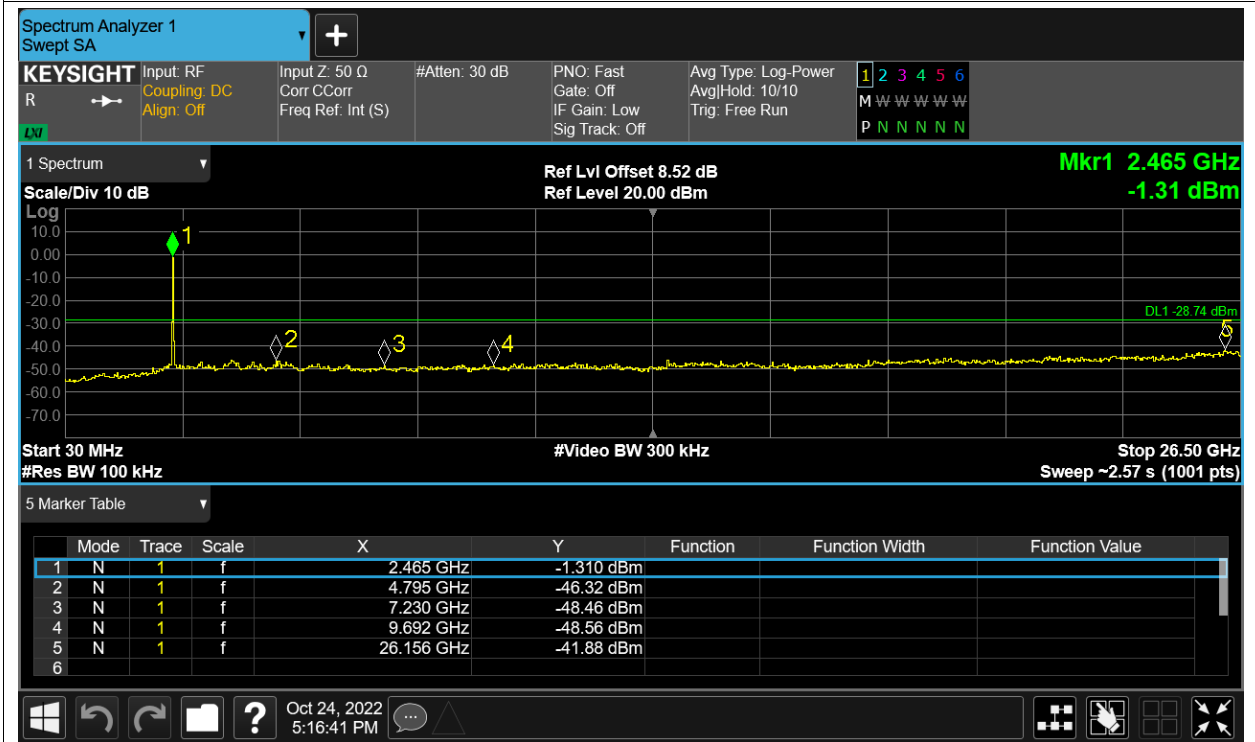 Spectrum Analyzer 1
Swept SA
KEYSIGHT Input: RF Input Z: 50 Ω #Atten: 30 dB PNO: Fast Avg Type: Log-Power 1 2 3 4 5 6
R Coupling: DC Corr CCorr Gate: Off Avg|Hold: 10/10 M W W W W W
Align: Off Freq Ref: Int (S) IF Gain: Low Trig: Free Run
LXI Sig Track: Off P N N N N N
1 Spectrum Ref Lvl Offset 8.52 dB Mkr1 2.465 GHz
Scale/Div 10 dB Ref Level 20.00 dBm -1.31 dBm
Log
10.0 1
0.00
-10.0
-20.0
DL1 -28.74 dBm
-30.0
2 3 4 5
-40.0
-50.0
-60.0
-70.0
Start 30 MHz #Video BW 300 kHz Stop 26.50 GHz
#Res BW 100 kHz Sweep ~2.57 s (1001 pts)
5 Marker Table
Mode Trace Scale X Y Function Function Width Function Value
1 N 1 f 2.465 GHz -1.310 dBm
2 N 1 f 4.795 GHz -46.32 dBm
3 N 1 f 7.230 GHz -48.46 dBm
4 N 1 f 9.692 GHz -48.56 dBm
5 N 1 f 26.156 GHz -41.88 dBm
6
? Oct 24, 2022
5:16:41 PM